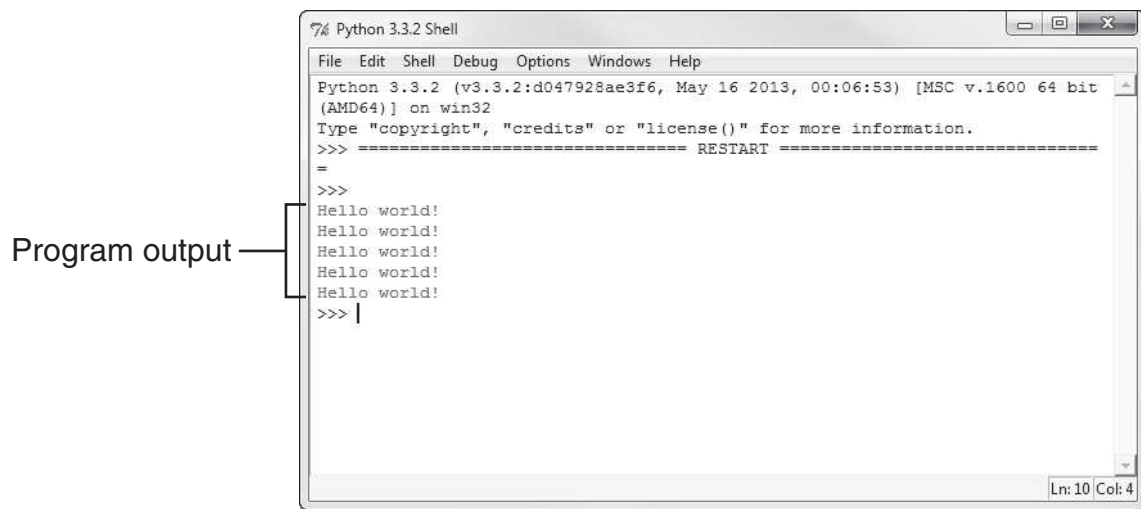 Python 3.3.2 Shell
File Edit Shell Debug Options Windows Help
Python 3.3.2 (v3.3.2:d047928ae3f6, May 16 2013, 00:06:53) [MSC v.1600 64 bit
(AMD64)] on win32
Type "copyright", "credits" or "license()" for more information.
>>> ================================ RESTART ================================
=
>>>
Hello world!
Hello world!
Program output
Hello world!
Hello world!
Hello world!
>>>
Ln: 10 Col: 4